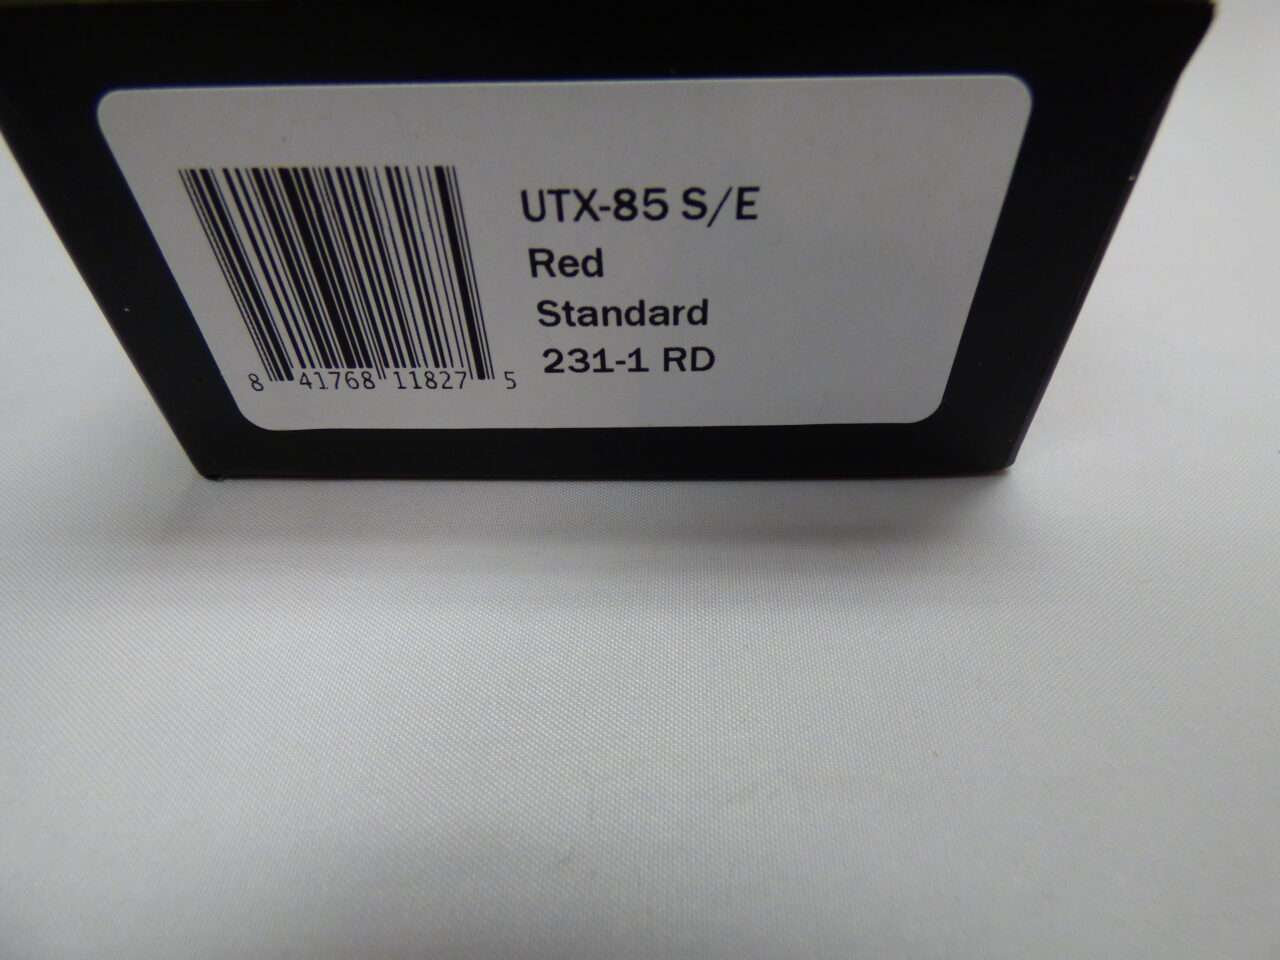 UTX-85 S/E
Red
Standard
231-1 RD
8 41768 11827 5